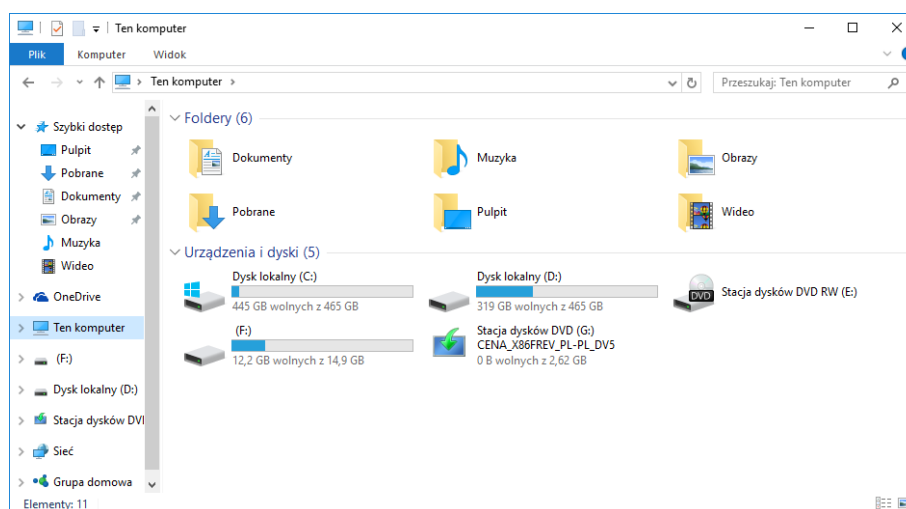 Ten komputer
Plik Komputer Widok
Ten komputer
Przeszukaj: Ten komputer
Szybki dostęp
Pulpit
Pobrane
Dokumenty
Obrazy
Muzyka
Wideo
OneDrive
Ten komputer
(F:)
Dysk lokalny (D:)
Stacja dysków DVI
Sieć
Grupa domowa
Foldery (6)
Dokumenty
Muzyka
Obrazy
Pobrane
Pulpit
Wideo
Urządzenia i dyski (5)
Dysk lokalny (C:)
445 GB wolnych z 465 GB
Dysk lokalny (D:)
319 GB wolnych z 465 GB
DVD
Stacja dysków DVD RW (E:)
(F:)
12,2 GB wolnych z 14,9 GB
Stacja dysków DVD (G:)
CENA_X86FREV_PL-PL_DV5
0 B wolnych z 2,62 GB
Elementy: 11